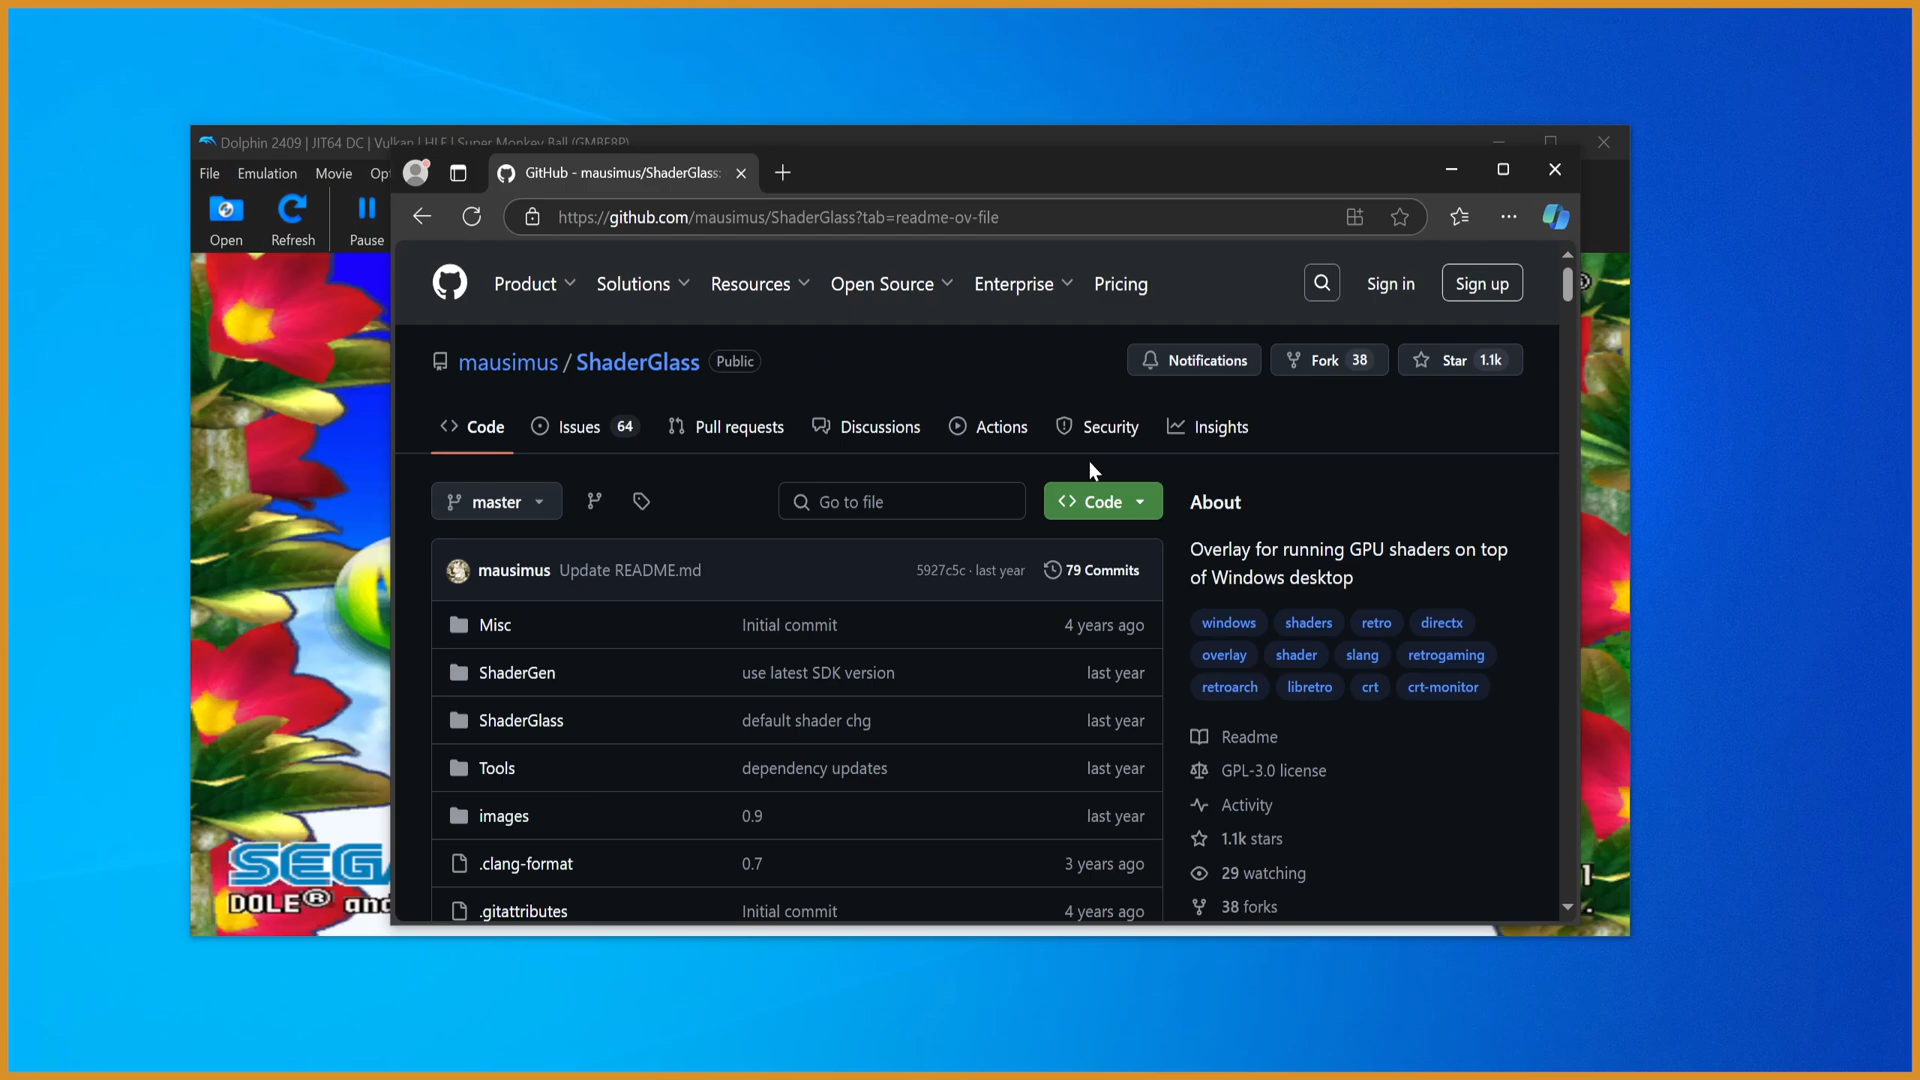 Dolphin 2409 | JIT64 DC | Vulkan | HLE | Super Monkey Ball (GMBE8P)
File Emulation Movie Opt
Open Refresh Pause
GitHub - mausimus/ShaderGlass:
https://github.com/mausimus/ShaderGlass?tab=readme-ov-file
Product Solutions Resources Open Source Enterprise Pricing Sign in Sign up
mausimus / ShaderGlass Public Notifications Fork 38 Star 1.1k
Code Issues 64 Pull requests Discussions Actions Security Insights
master Go to file Code
mausimus Update README.md 5927c5c · last year 79 Commits
Misc Initial commit 4 years ago
ShaderGen use latest SDK version last year
ShaderGlass default shader chg last year
Tools dependency updates last year
images 0.9 last year
.clang-format 0.7 3 years ago
.gitattributes Initial commit 4 years ago
About
Overlay for running GPU shaders on top
of Windows desktop
windows shaders retro directx
overlay shader slang retrogaming
retroarch libretro crt crt-monitor
Readme
GPL-3.0 license
Activity
1.1k stars
29 watching
38 forks
®
SEGA
DOLE® and